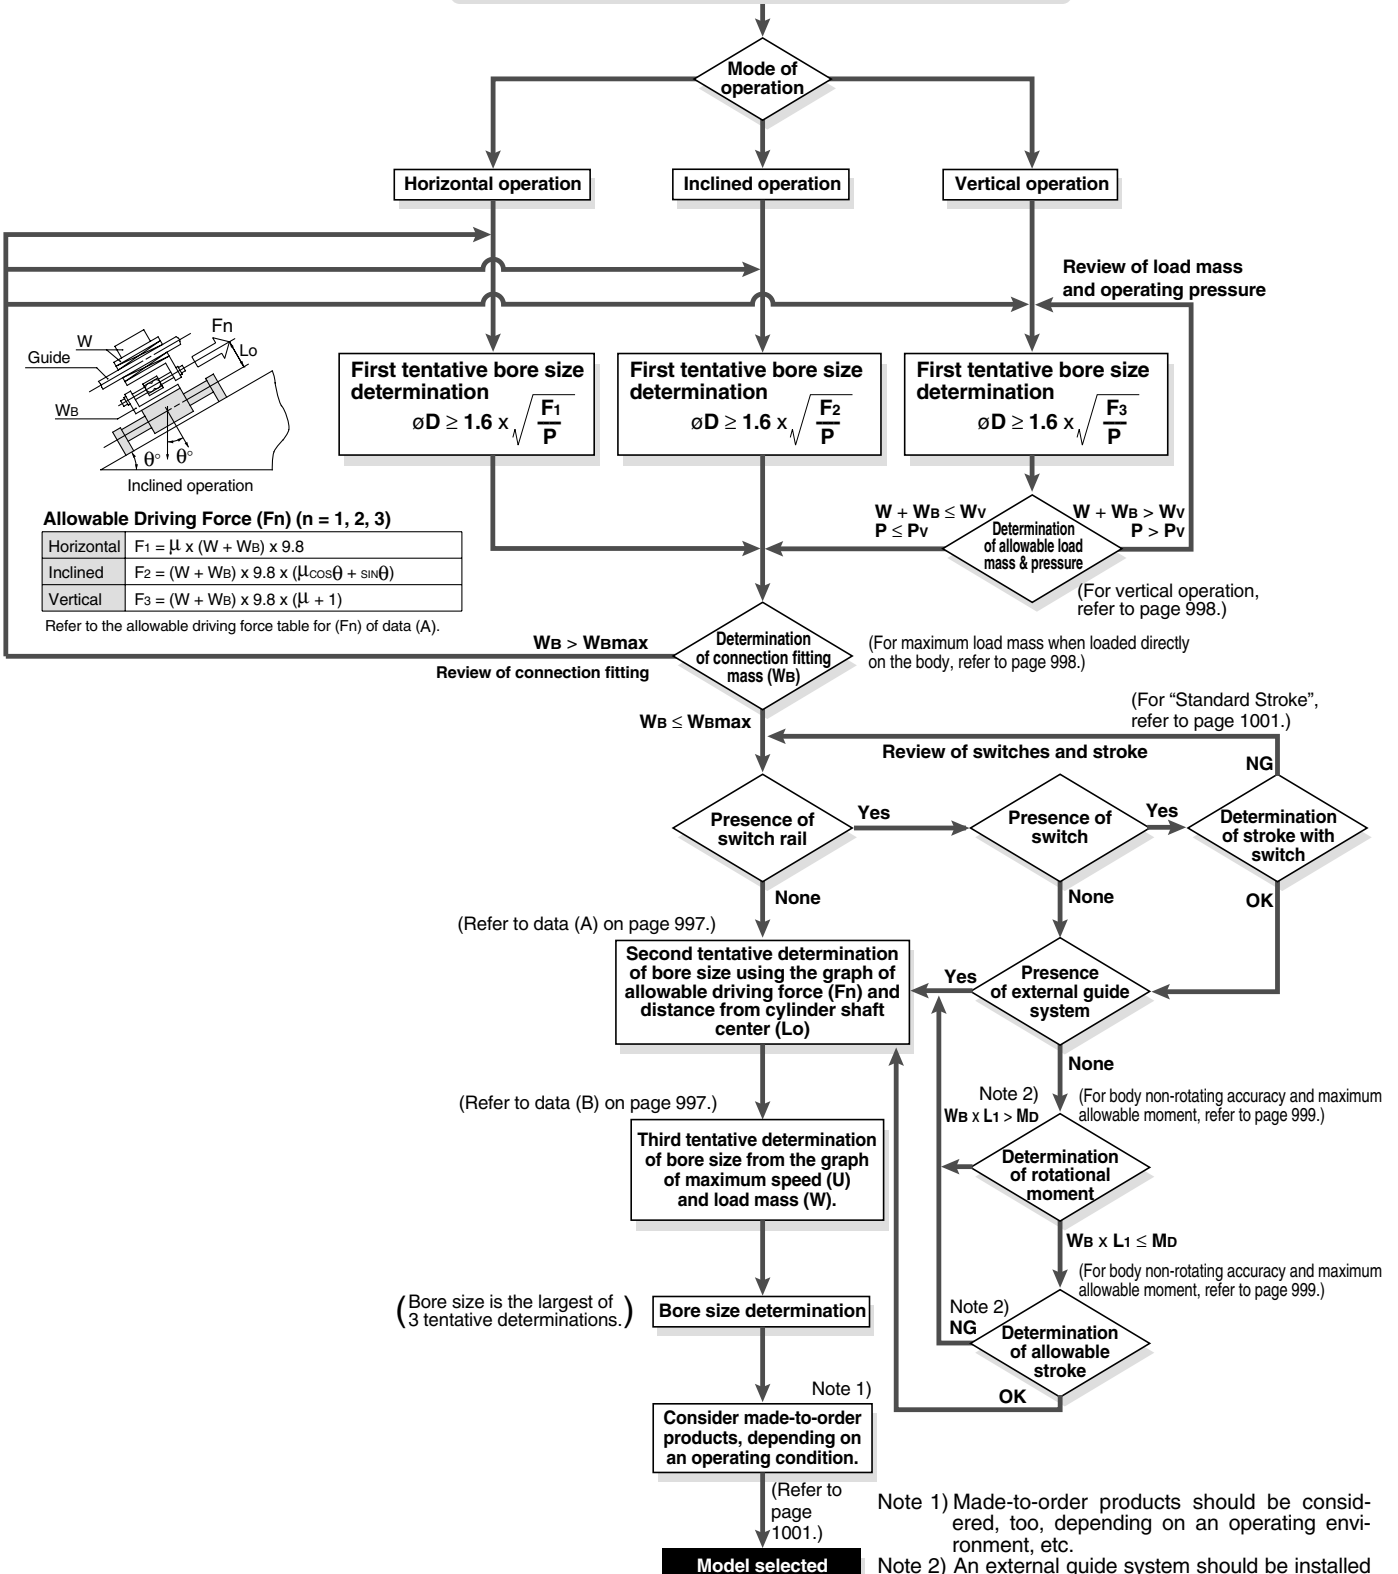 Mode of
operation
Horizontal operation
Inclined operation
Vertical operation
Review of load mass
and operating pressure
W
Fn
Lo
Guide
WB
θ° θ°
Inclined operation
First tentative bore size
determination
øD ≥ 1.6 x √F1/P
First tentative bore size
determination
øD ≥ 1.6 x √F2/P
First tentative bore size
determination
øD ≥ 1.6 x √F3/P
W + WB ≤ WV
P ≤ PV
Determination
of allowable load
mass & pressure
W + WB > WV
P > PV
(For vertical operation,
refer to page 998.)
Allowable Driving Force (Fn) (n = 1, 2, 3)
Horizontal F1 = μ x (W + WB) x 9.8
Inclined F2 = (W + WB) x 9.8 x (μcosθ + sinθ)
Vertical F3 = (W + WB) x 9.8 x (μ + 1)
Refer to the allowable driving force table for (Fn) of data (A).
WB > WBmax
Review of connection fitting
Determination
of connection fitting
mass (WB)
(For maximum load mass when loaded directly
on the body, refer to page 998.)
WB ≤ WBmax
(For “Standard Stroke”,
refer to page 1001.)
Review of switches and stroke
NG
Presence of
switch rail
Yes
Presence of
switch
Yes
Determination
of stroke with
switch
None
None
OK
(Refer to data (A) on page 997.)
Second tentative determination
of bore size using the graph of
allowable driving force (Fn) and
distance from cylinder shaft
center (Lo)
Yes
Presence
of external guide
system
None
(Refer to data (B) on page 997.)
Note 2)
WB x L1 > MD
(For body non-rotating accuracy and maximum
allowable moment, refer to page 999.)
Third tentative determination
of bore size from the graph
of maximum speed (U)
and load mass (W).
Determination
of rotational
moment
WB x L1 ≤ MD
(For body non-rotating accuracy and maximum
allowable moment, refer to page 999.)
(Bore size is the largest of
3 tentative determinations.)
Bore size determination
Note 2)
NG
Determination
of allowable
stroke
OK
Note 1)
Consider made-to-order
products, depending on
an operating condition.
(Refer to
page
1001.)
Model selected
Note 1) Made-to-order products should be consid-
ered, too, depending on an operating envi-
ronment, etc.
Note 2) An external guide system should be installed